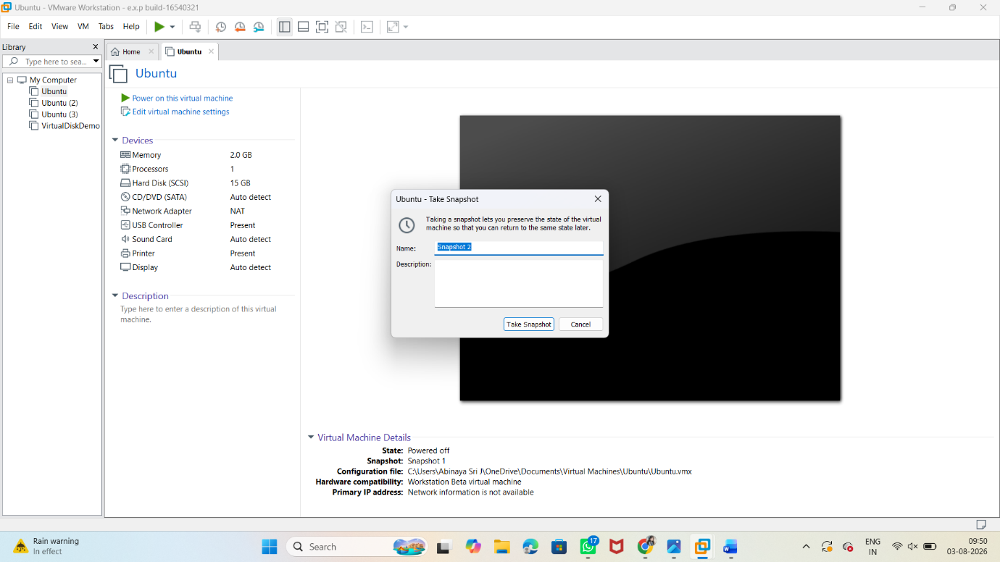 Ubuntu - VMware Workstation - e.x.p build-16540321
File Edit View VM Tabs Help
Library
Type here to sea...
My Computer
Ubuntu
Ubuntu (2)
Ubuntu (3)
VirtualDiskDemo
Home
Ubuntu
Ubuntu
Power on this virtual machine
Edit virtual machine settings
Devices
Memory 2.0 GB
Processors 1
Hard Disk (SCSI) 15 GB
CD/DVD (SATA) Auto detect
Network Adapter NAT
USB Controller Present
Sound Card Auto detect
Printer Present
Display Auto detect
Description
Type here to enter a description of this virtual
machine.
Ubuntu - Take Snapshot
Taking a snapshot lets you preserve the state of the virtual
machine so that you can return to the same state later.
Name: Snapshot 2
Description:
Take Snapshot Cancel
Virtual Machine Details
State: Powered off
Snapshot: Snapshot 1
Configuration file: C:\Users\Abinaya Sri J\OneDrive\Documents\Virtual Machines\Ubuntu\Ubuntu.vmx
Hardware compatibility: Workstation Beta virtual machine
Primary IP address: Network information is not available
Rain warning
In effect
Search
17
ENG
IN
09:50
03-08-2026